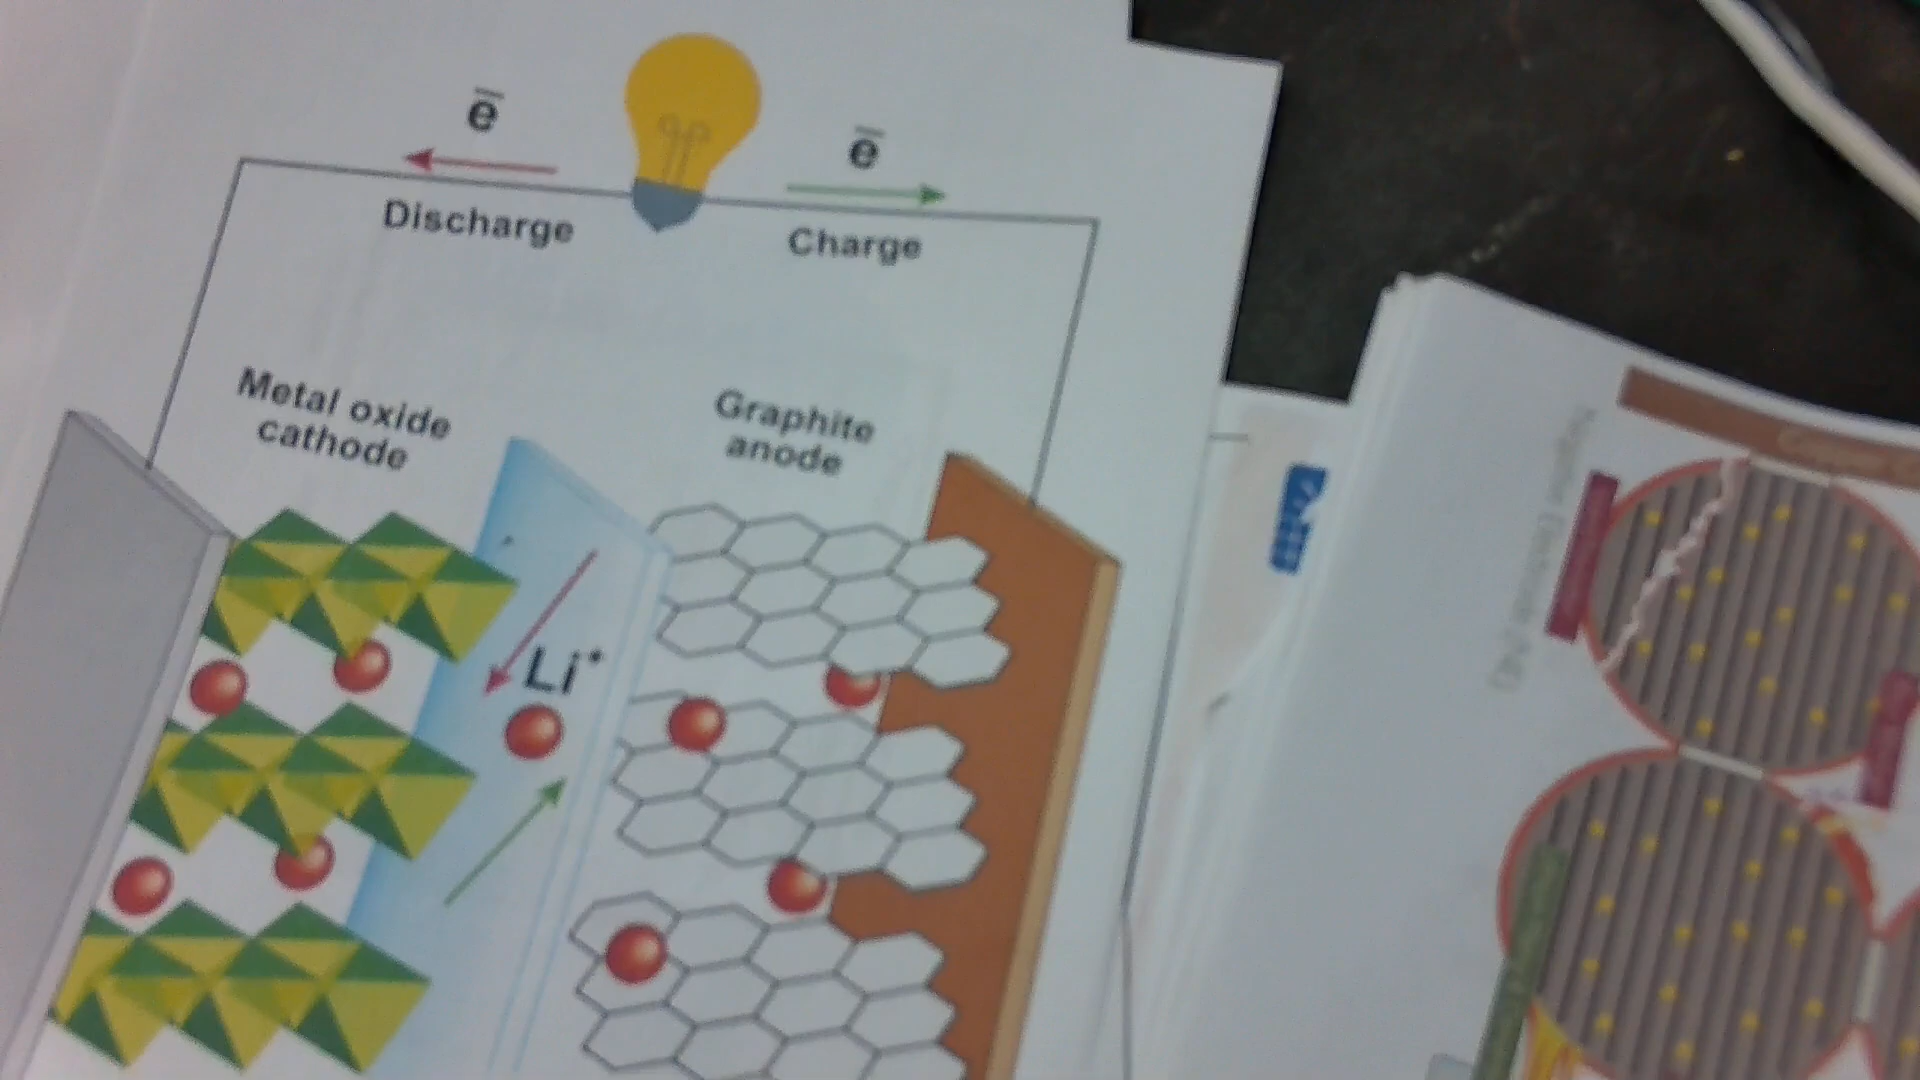 e̅
e̅
Discharge
Charge
Metal oxide
cathode
Graphite
anode
Li⁺